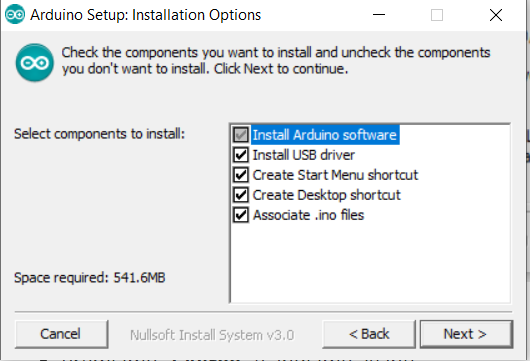 Arduino Setup: Installation Options
Check the components you want to install and uncheck the components
you don't want to install. Click Next to continue.
Select components to install:
Install Arduino software
Install USB driver
Create Start Menu shortcut
Create Desktop shortcut
Associate .ino files
Space required: 541.6MB
Cancel
Nullsoft Install System v3.0
< Back
Next >